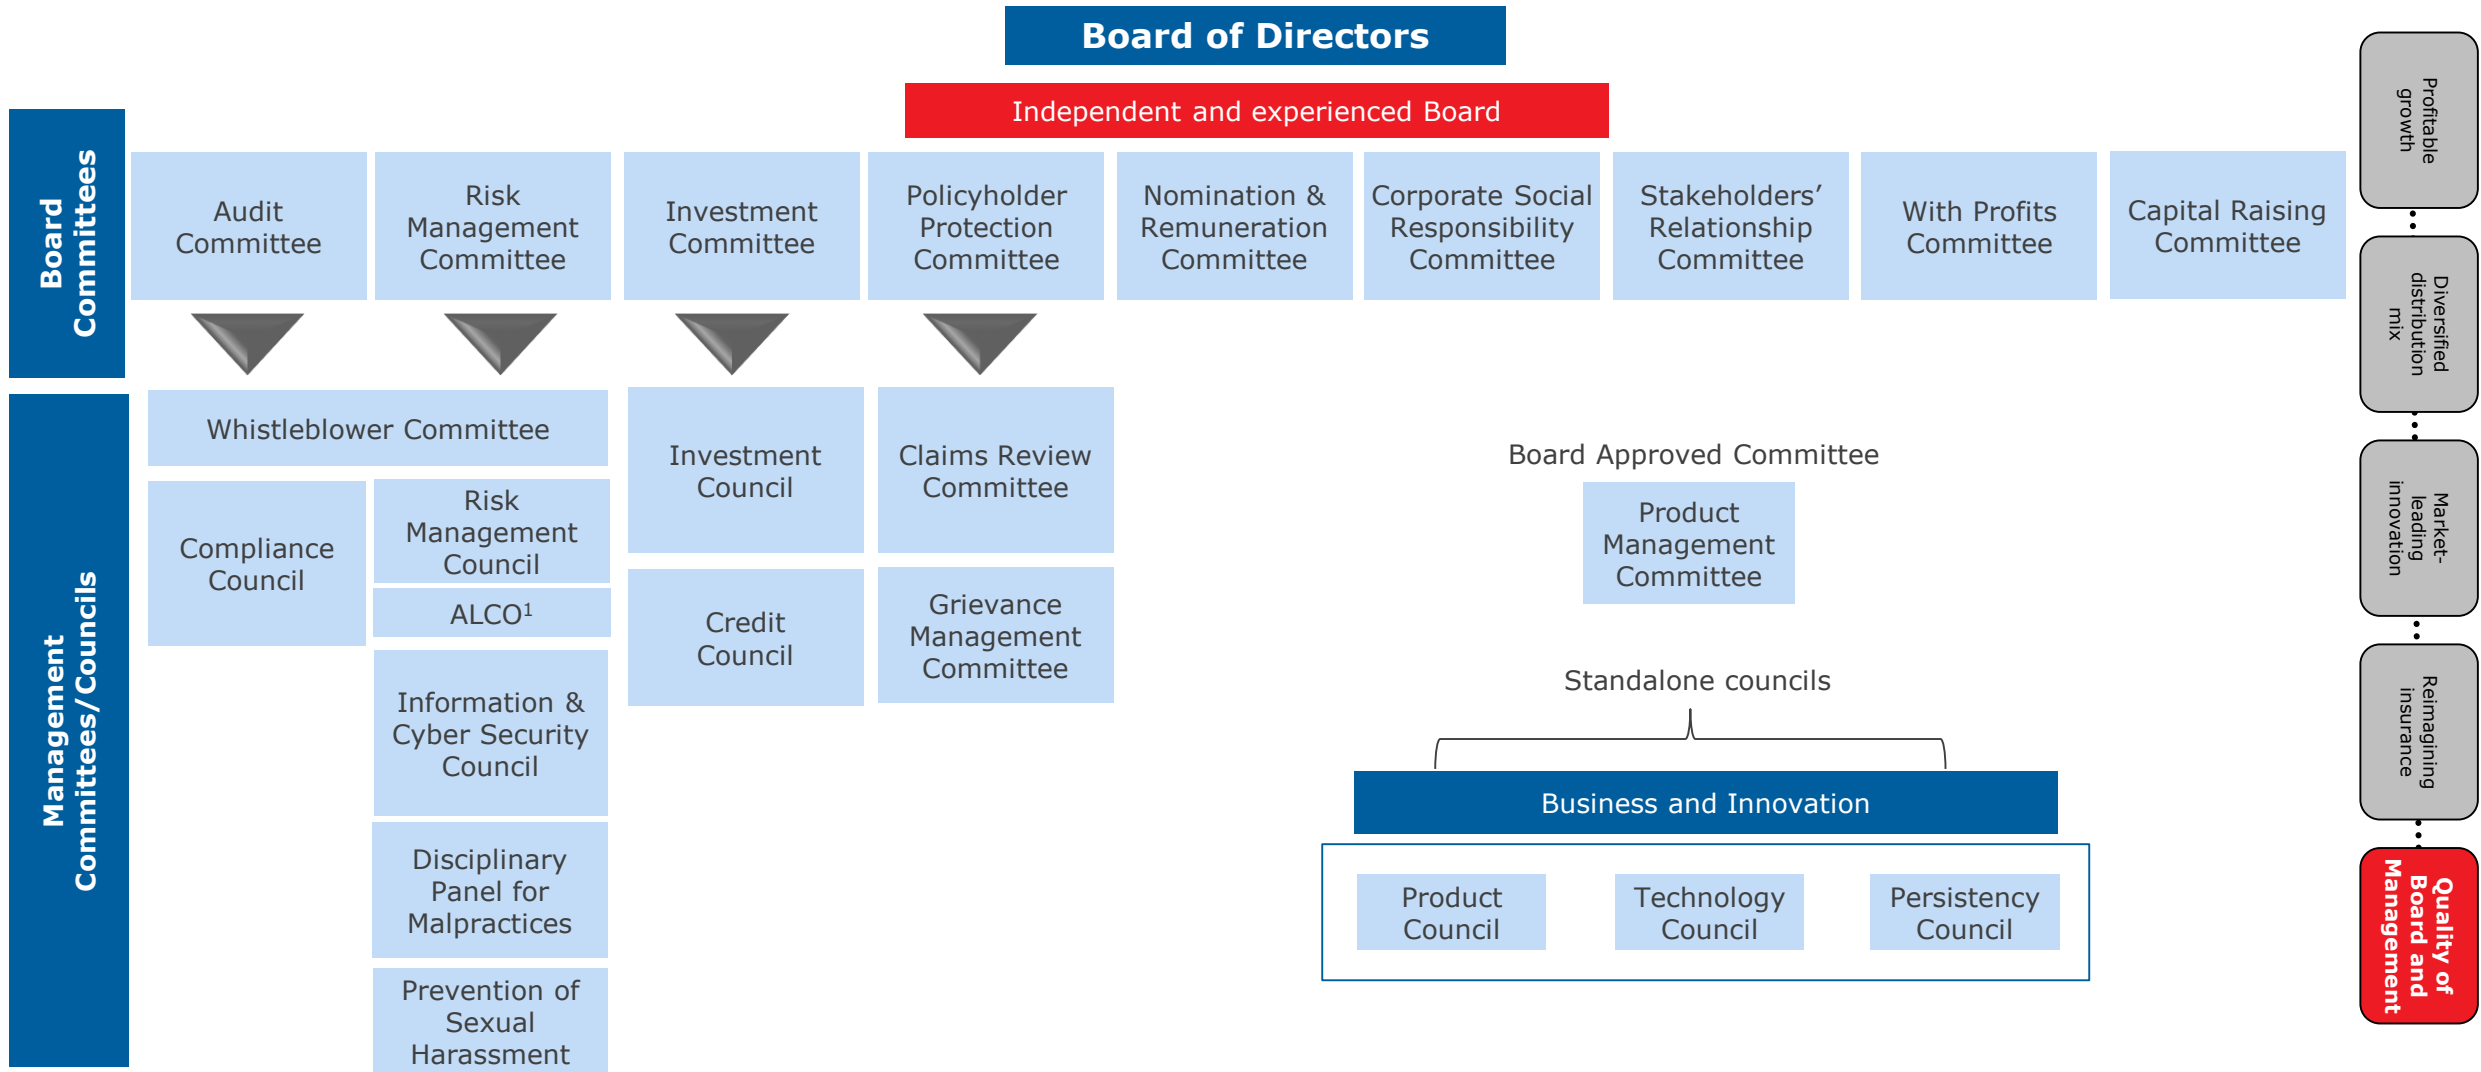 Board of Directors
Independent and experienced Board
Board
Committees
Audit
Committee
Risk
Management
Committee
Investment
Committee
Policyholder
Protection
Committee
Nomination &
Remuneration
Committee
Corporate Social
Responsibility
Committee
Stakeholders’
Relationship
Committee
With Profits
Committee
Capital Raising
Committee
Management
Committees/Councils
Whistleblower Committee
Compliance
Council
Risk
Management
Council
ALCO¹
Information &
Cyber Security
Council
Disciplinary
Panel for
Malpractices
Prevention of
Sexual
Harassment
Investment
Council
Credit
Council
Claims Review
Committee
Grievance
Management
Committee
Board Approved Committee
Product
Management
Committee
Standalone councils
Business and Innovation
Product
Council
Technology
Council
Persistency
Council
Profitable
growth
Diversified
distribution
mix
Market-
leading
innovation
Reimagining
insurance
Quality of
Board and
Management